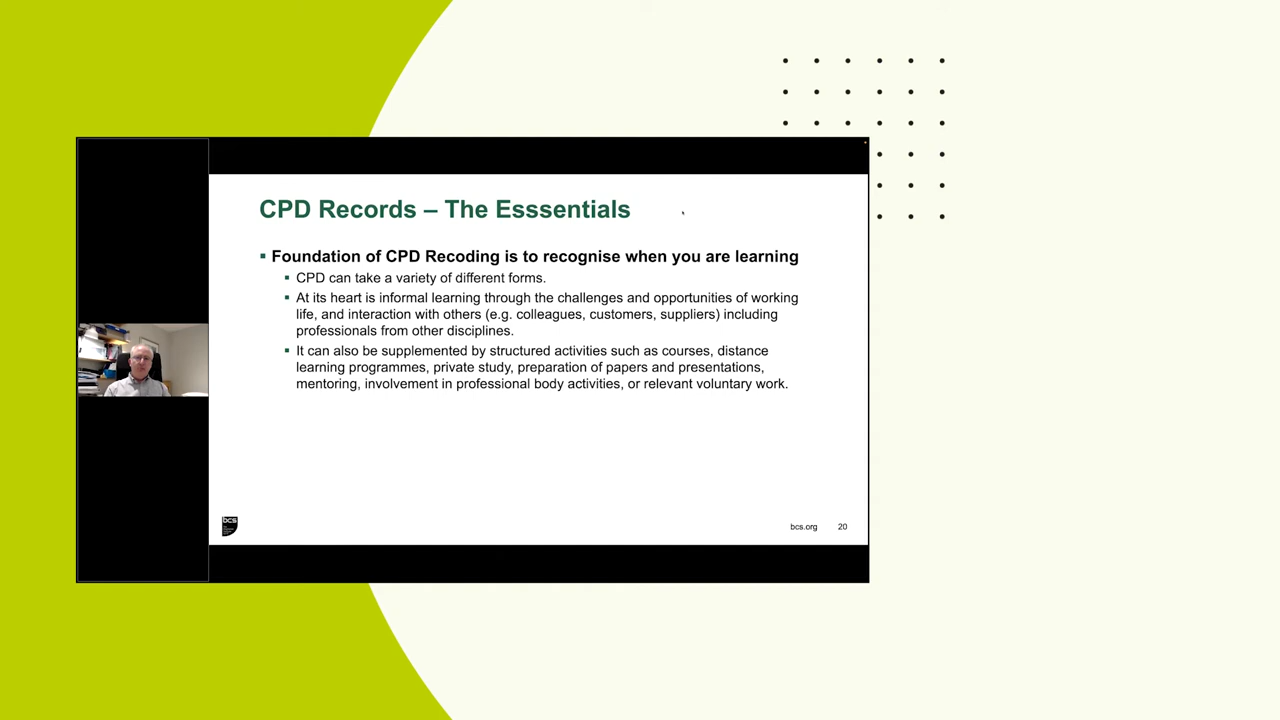 CPD Records – The Esssentials
▪ Foundation of CPD Recoding is to recognise when you are learning
▪ CPD can take a variety of different forms.
▪ At its heart is informal learning through the challenges and opportunities of working
life, and interaction with others (e.g. colleagues, customers, suppliers) including
professionals from other disciplines.
▪ It can also be supplemented by structured activities such as courses, distance
learning programmes, private study, preparation of papers and presentations,
mentoring, involvement in professional body activities, or relevant voluntary work.
bcs
bcs.org 20